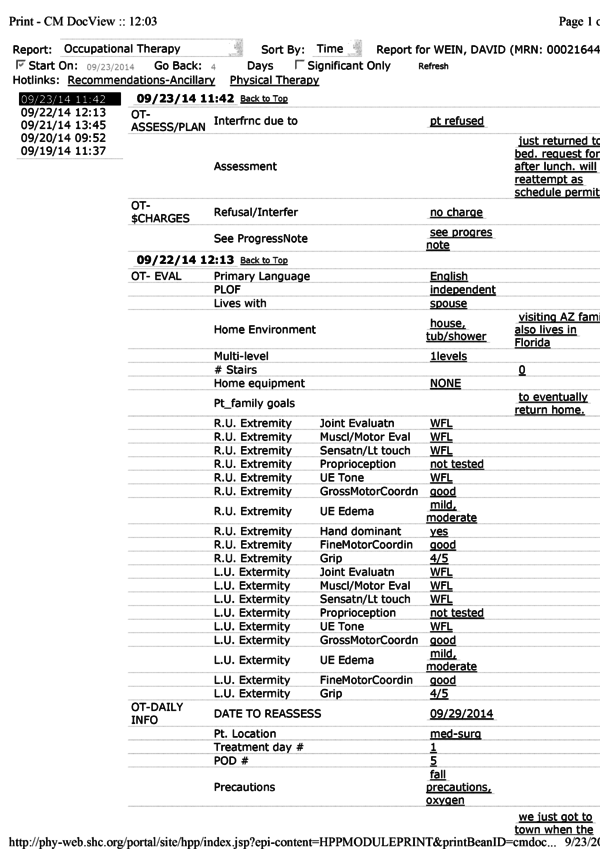 Print - CM DocView :: 12:03 Page 1 o
Report: Occupational Therapy Sort By: Time Report for WEIN, DAVID (MRN: 00021644
Start On: 09/23/2014 Go Back: 4 Days Significant Only Refresh
Hotlinks: Recommendations-Ancillary Physical Therapy
09/23/14 11:42
09/22/14 12:13
09/21/14 13:45
09/20/14 09:52
09/19/14 11:37
09/23/14 11:42 Back to Top
OT-
ASSESS/PLAN Interfrnc due to pt refused
Assessment
just returned to
bed. request for
after lunch. will
reattempt as
schedule permit
OT-
$CHARGES Refusal/Interfer no charge
See ProgressNote see progres
note
09/22/14 12:13 Back to Top
OT- EVAL Primary Language English
PLOF independent
Lives with spouse
Home Environment house,
tub/shower
visiting AZ fami
also lives in
Florida
Multi-level 1levels
# Stairs 0
Home equipment NONE
Pt_family goals to eventually
return home.
R.U. Extremity Joint Evaluatn WFL
R.U. Extremity Muscl/Motor Eval WFL
R.U. Extremity Sensatn/Lt touch WFL
R.U. Extremity Proprioception not tested
R.U. Extremity UE Tone WFL
R.U. Extremity GrossMotorCoordn good
R.U. Extremity UE Edema mild,
moderate
R.U. Extremity Hand dominant yes
R.U. Extremity FineMotorCoordin good
R.U. Extremity Grip 4/5
L.U. Extermity Joint Evaluatn WFL
L.U. Extermity Muscl/Motor Eval WFL
L.U. Extermity Sensatn/Lt touch WFL
L.U. Extermity Proprioception not tested
L.U. Extermity UE Tone WFL
L.U. Extermity GrossMotorCoordn good
L.U. Extermity UE Edema mild,
moderate
L.U. Extermity FineMotorCoordin good
L.U. Extermity Grip 4/5
OT-DAILY
INFO DATE TO REASSESS 09/29/2014
Pt. Location med-surg
Treatment day # 1
POD # 5
Precautions fall
precautions,
oxygen
we just got to
town when the
http://phy-web.shc.org/portal/site/hpp/index.jsp?epi-content=HPPMODULEPRINT&printBeanID=cmdoc... 9/23/20